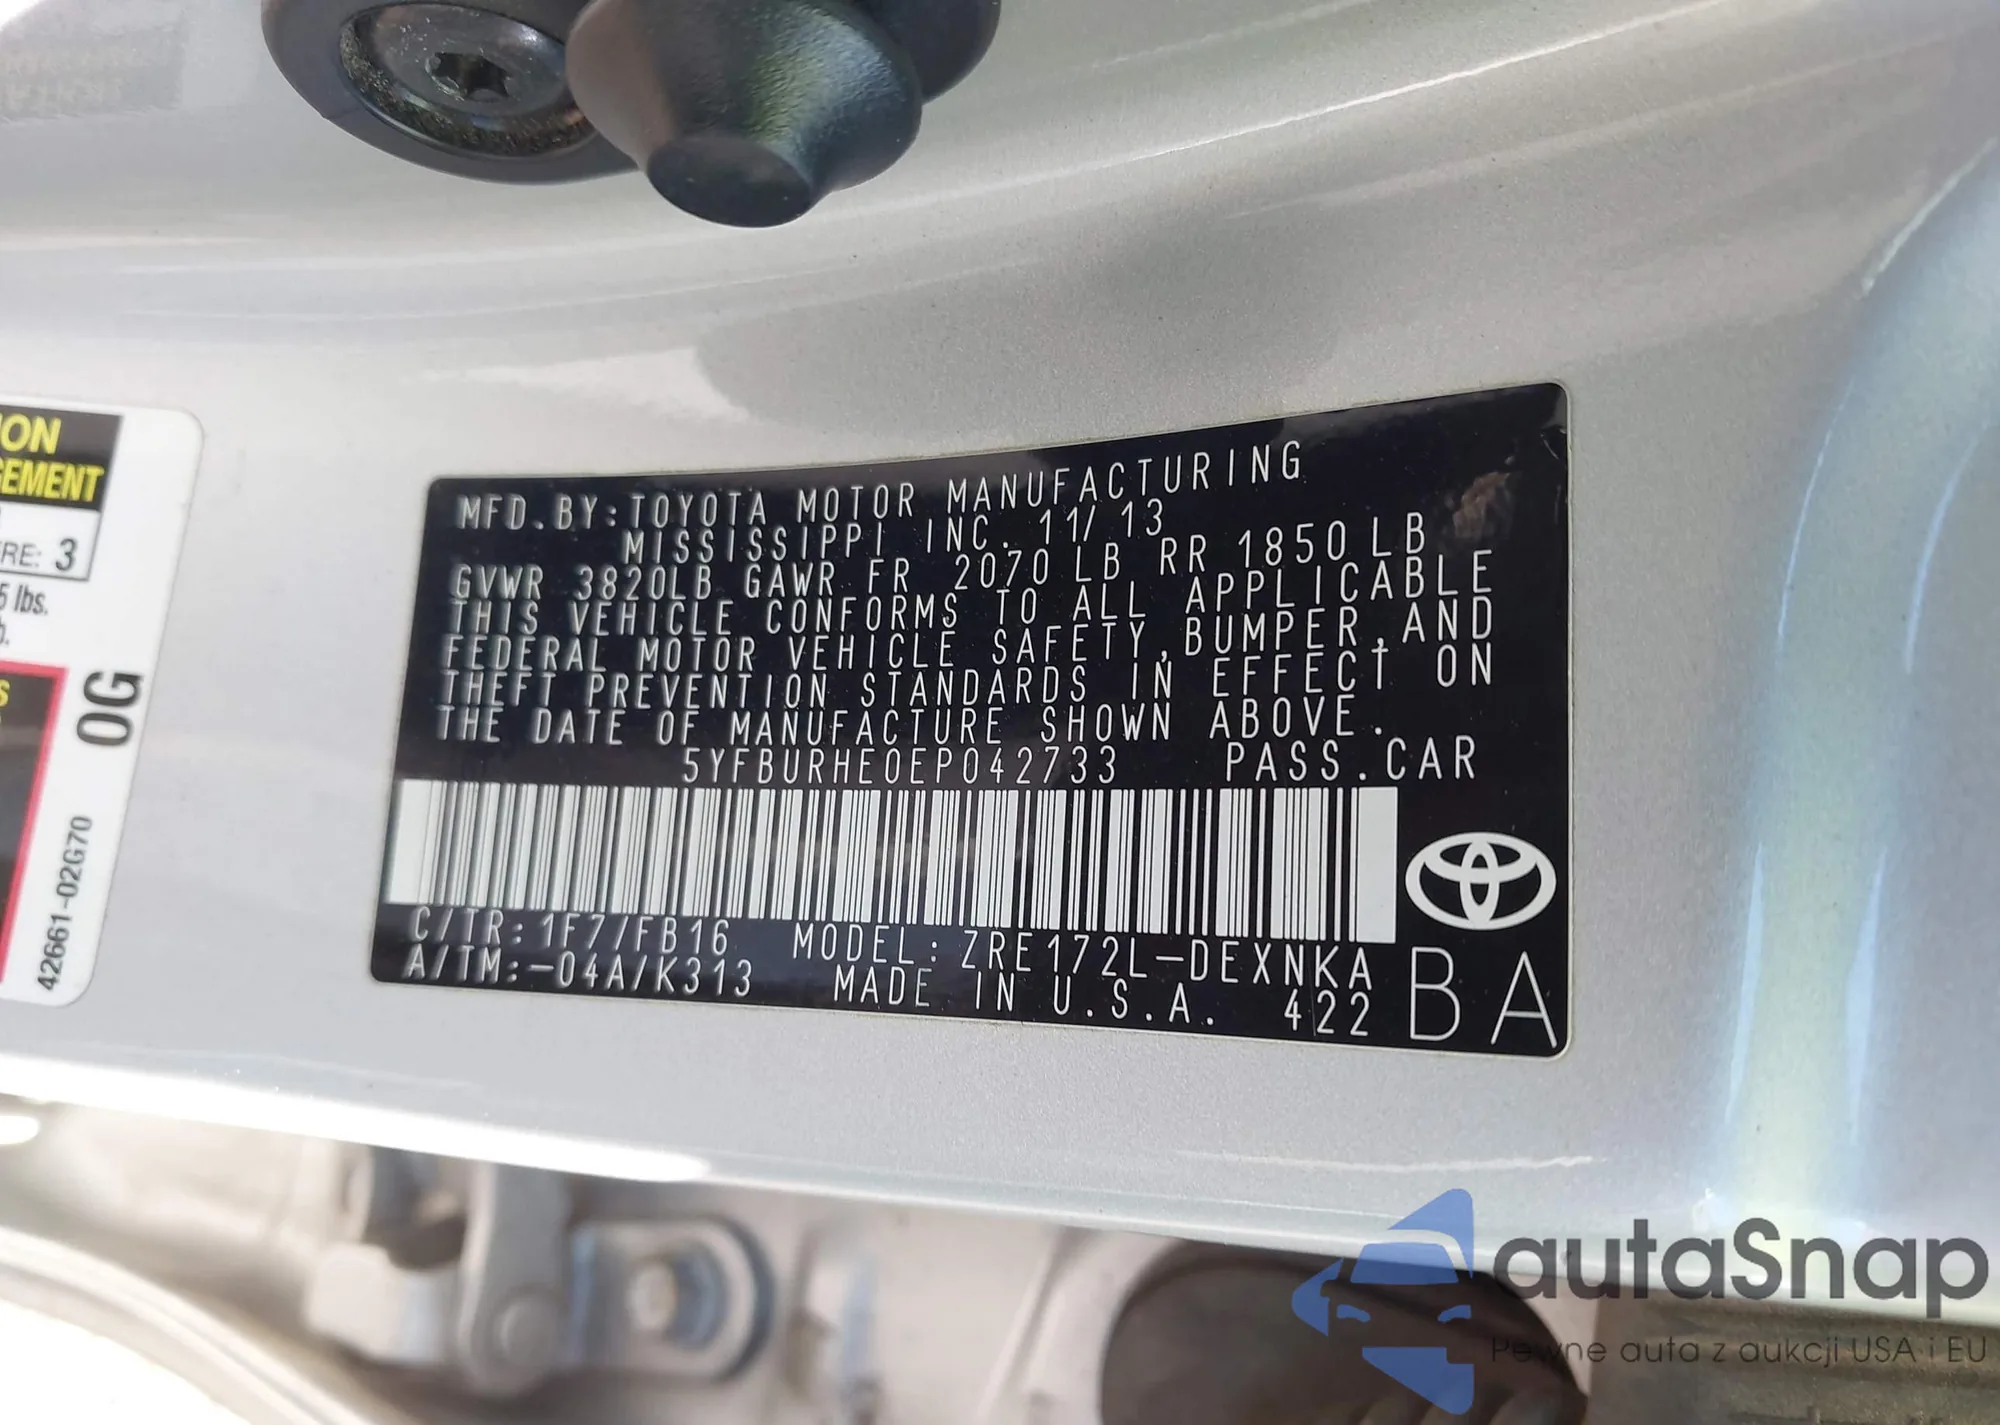 ION
GEMENT
RE: 3
5 lbs.
0G
42661-02G70
MFD.BY:TOYOTA MOTOR MANUFACTURING
MISSISSIPPI INC. 11/13
GVWR 3820LB GAWR FR 2070 LB RR 1850 LB
THIS VEHICLE CONFORMS TO ALL APPLICABLE
FEDERAL MOTOR VEHICLE SAFETY,BUMPER,AND
THEFT PREVENTION STANDARDS IN EFFECT ON
THE DATE OF MANUFACTURE SHOWN ABOVE.
5YFBURHE0EP042733 PASS.CAR
C/TR:1F7/FB16 MODEL:ZRE172L-DEXNKA
A/TM:-04A/K313 MADE IN U.S.A. 422
BA
autaSnap
Pewne auta z aukcji USA i EU